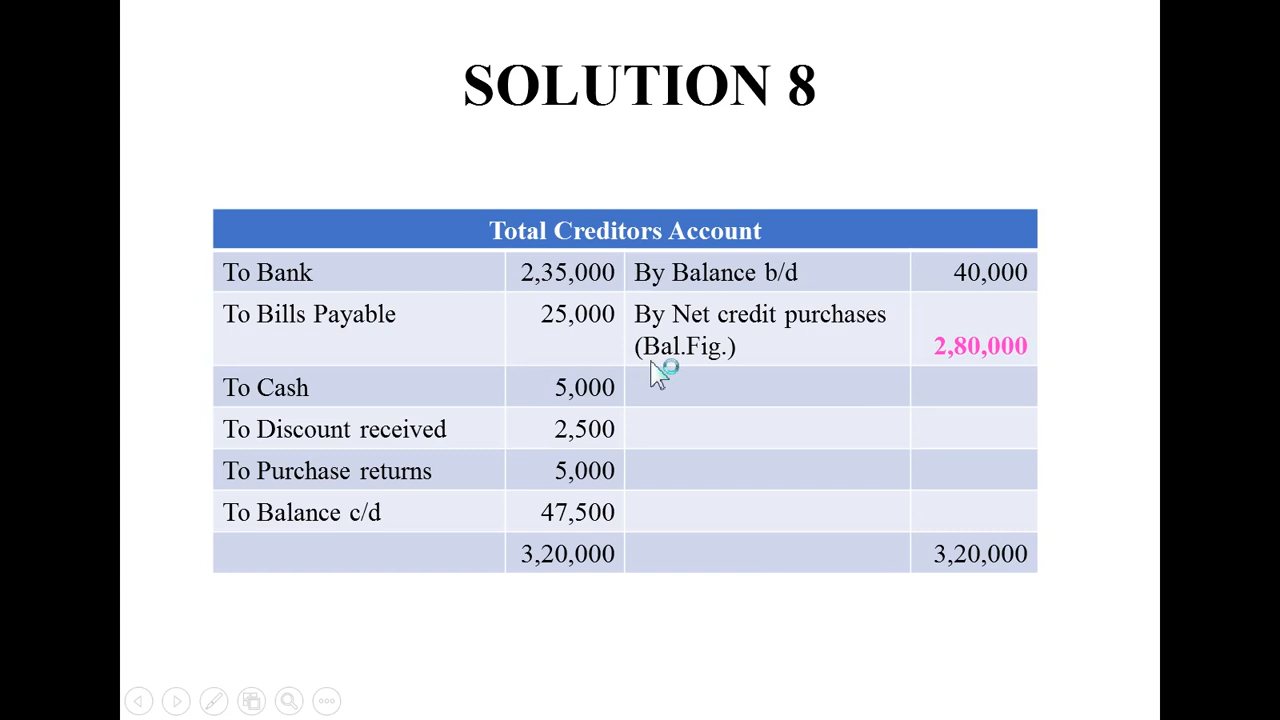 SOLUTION 8
Total Creditors Account
To Bank 2,35,000 By Balance b/d 40,000
To Bills Payable 25,000 By Net credit purchases
(Bal.Fig.) 2,80,000
To Cash 5,000
To Discount received 2,500
To Purchase returns 5,000
To Balance c/d 47,500
3,20,000 3,20,000